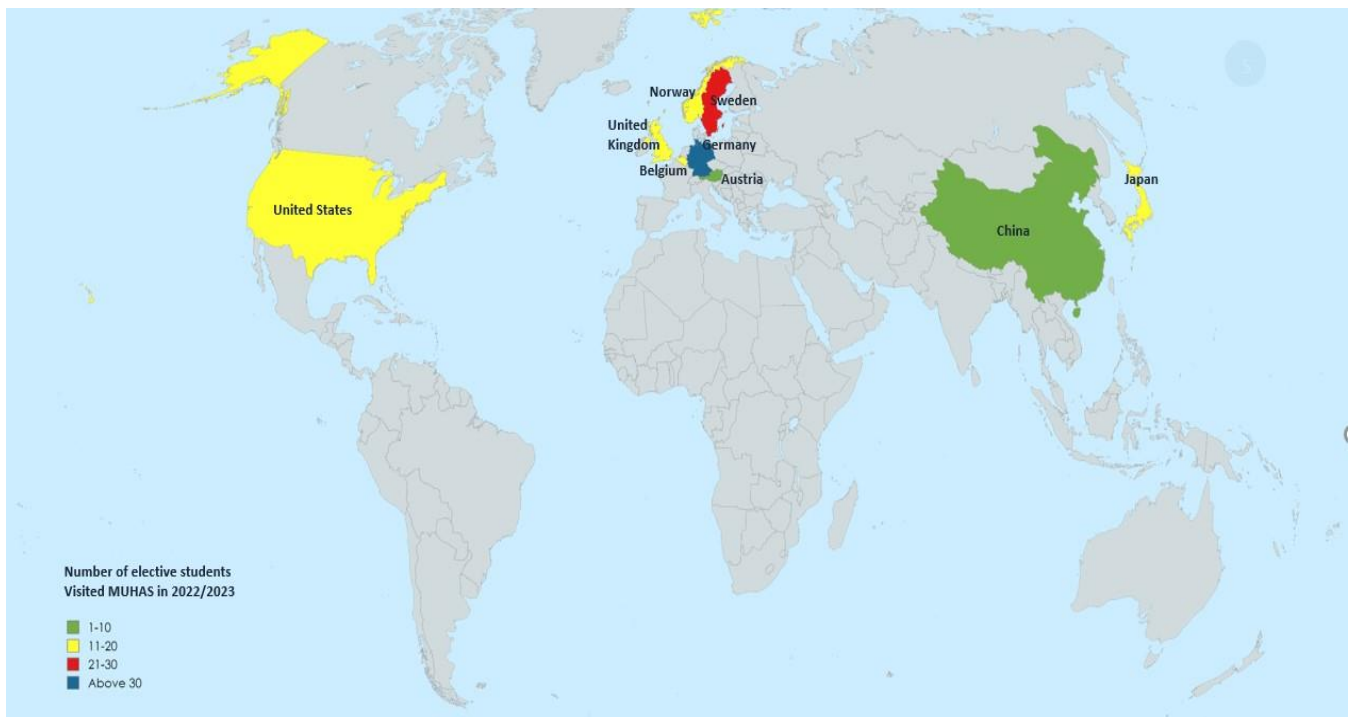 Norway
Sweden
United
Kingdom
Germany
Belgium
Austria
United States
Japan
China
Number of elective students
Visited MUHAS in 2022/2023
1-10
11-20
21-30
Above 30